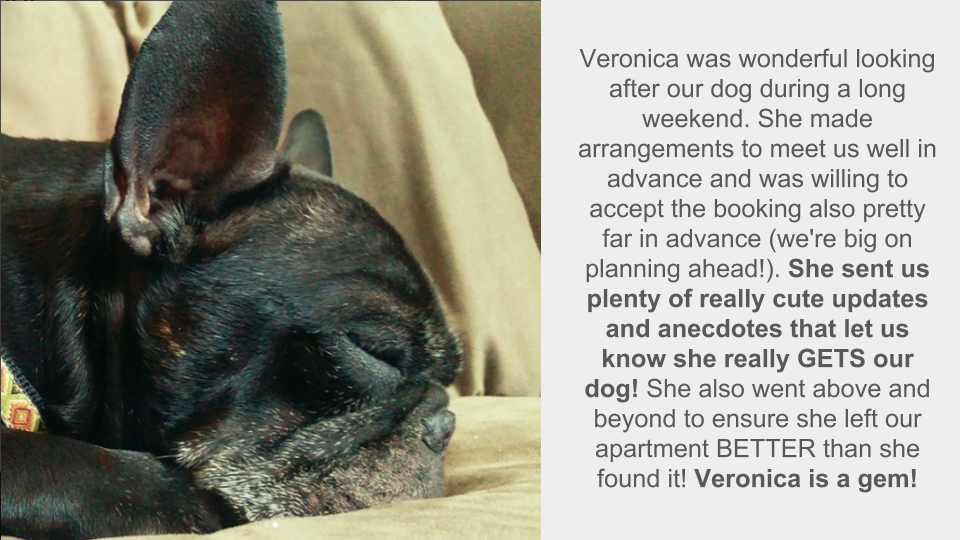 Veronica was wonderful looking
after our dog during a long
weekend. She made
arrangements to meet us well in
advance and was willing to
accept the booking also pretty
far in advance (we're big on
planning ahead!). She sent us
plenty of really cute updates
and anecdotes that let us
know she really GETS our
dog! She also went above and
beyond to ensure she left our
apartment BETTER than she
found it! Veronica is a gem!